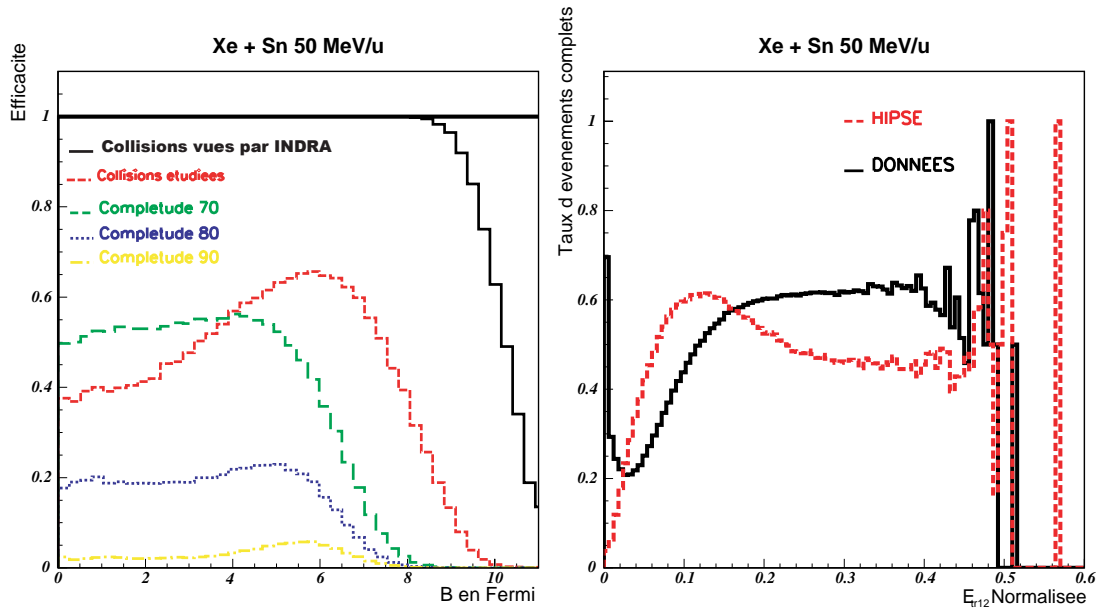 Xe + Sn 50 MeV/u
Efficacite
1
0.8
0.6
0.4
0.2
0
Collisions vues par INDRA
Collisions etudiees
Completude 70
Completude 80
Completude 90
0 2 4 6 8 10
B en Fermi
Xe + Sn 50 MeV/u
Taux d evenements complets
1
0.8
0.6
0.4
0.2
0
HIPSE
DONNEES
0 0.1 0.2 0.3 0.4 0.5 0.6
E_tr12 Normalisee